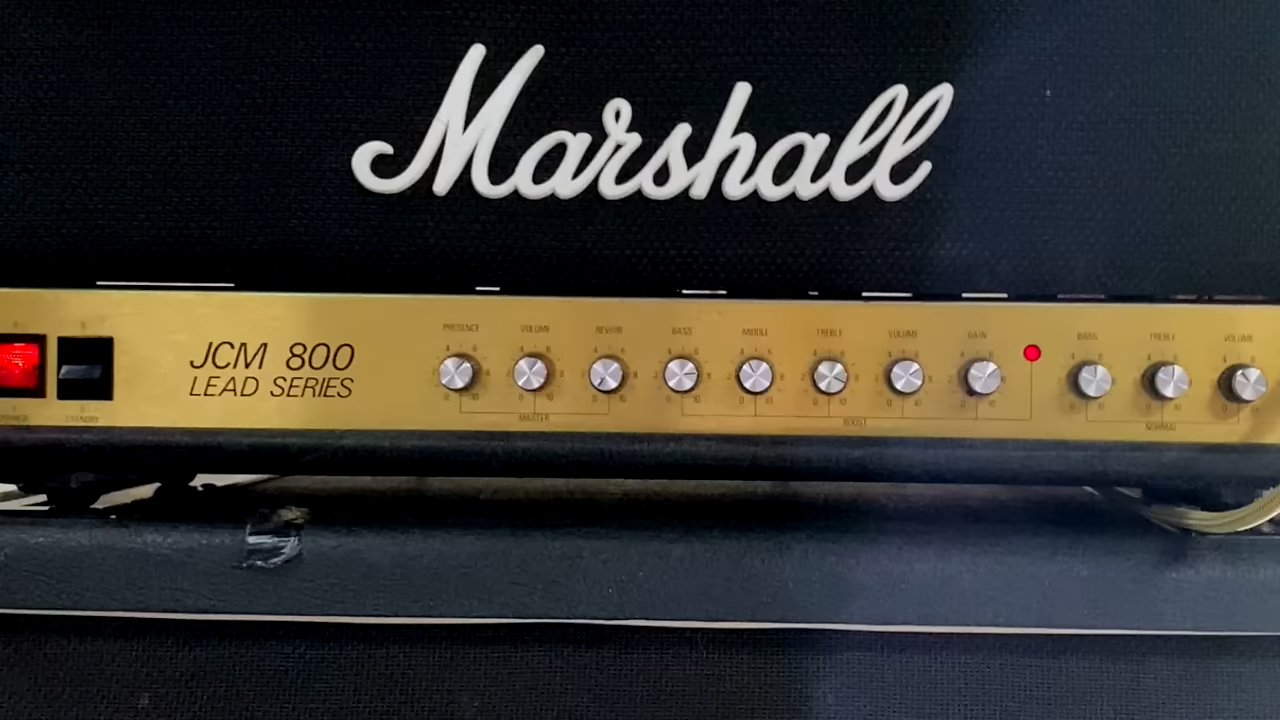 Marshall
JCM 800
LEAD SERIES
PRESENCE VOLUME REVERB BASS MIDDLE TREBLE VOLUME GAIN BASS TREBLE VOLUME
MASTER BOOST NORMAL